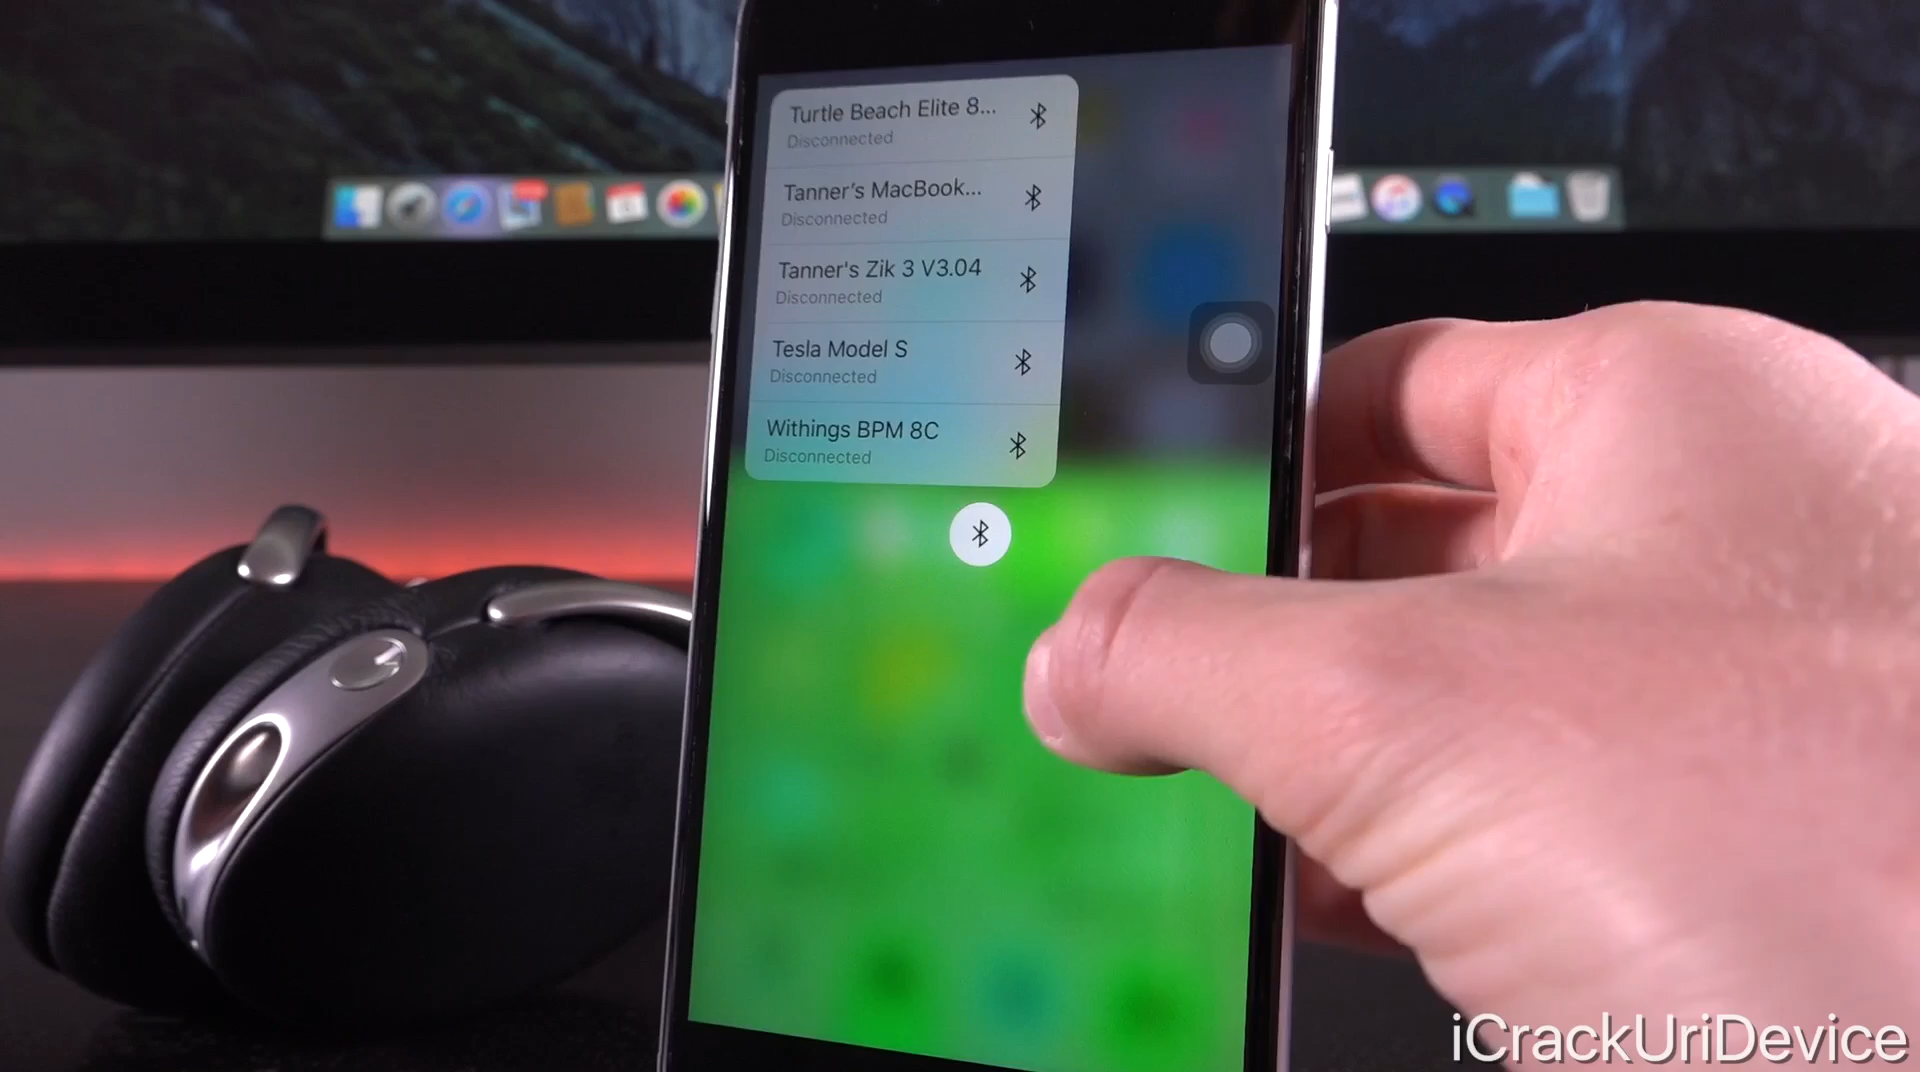 Turtle Beach Elite 8...
Disconnected
Tanner’s MacBook...
Disconnected
Tanner's Zik 3 V3.04
Disconnected
Tesla Model S
Disconnected
Withings BPM 8C
Disconnected
iCrackUriDevice